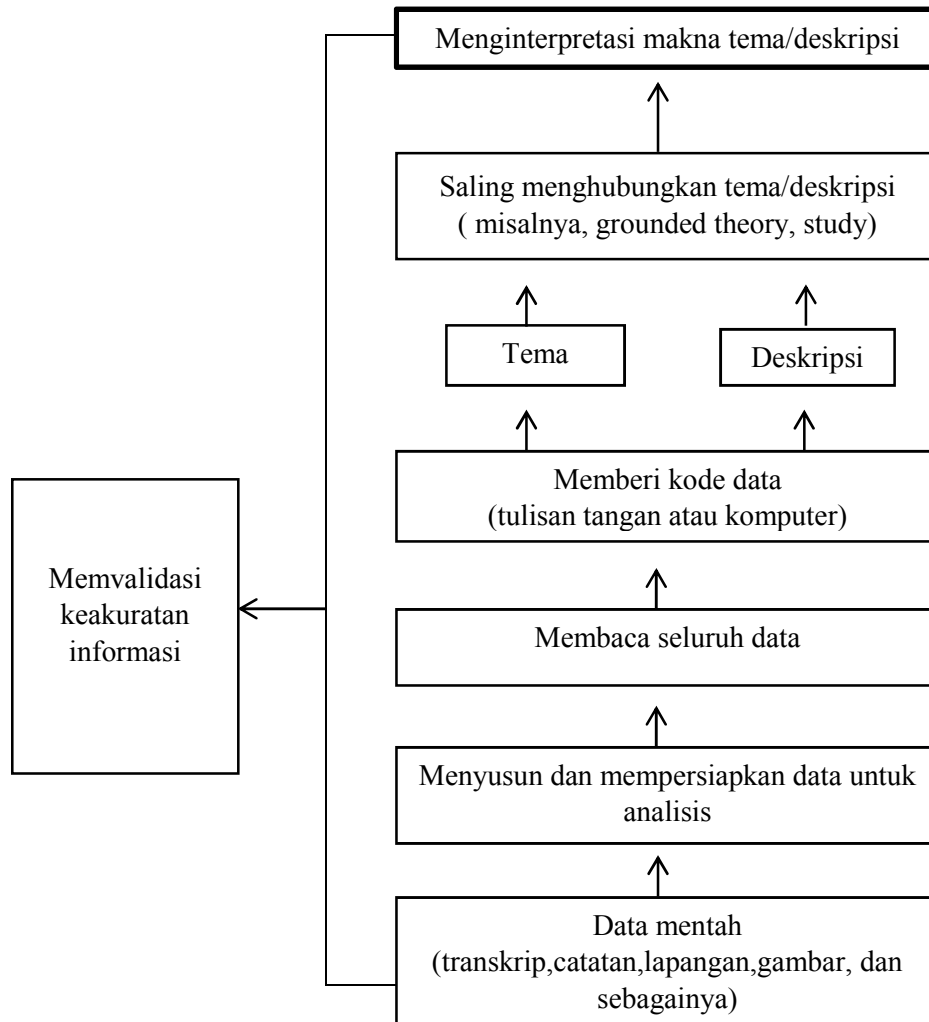 Menginterpretasi makna tema/deskripsi
Saling menghubungkan tema/deskripsi
( misalnya, grounded theory, study)
Tema
Deskripsi
Memberi kode data
(tulisan tangan atau komputer)
Memvalidasi
keakuratan
informasi
Membaca seluruh data
Menyusun dan mempersiapkan data untuk
analisis
Data mentah
(transkrip,catatan,lapangan,gambar, dan
sebagainya)